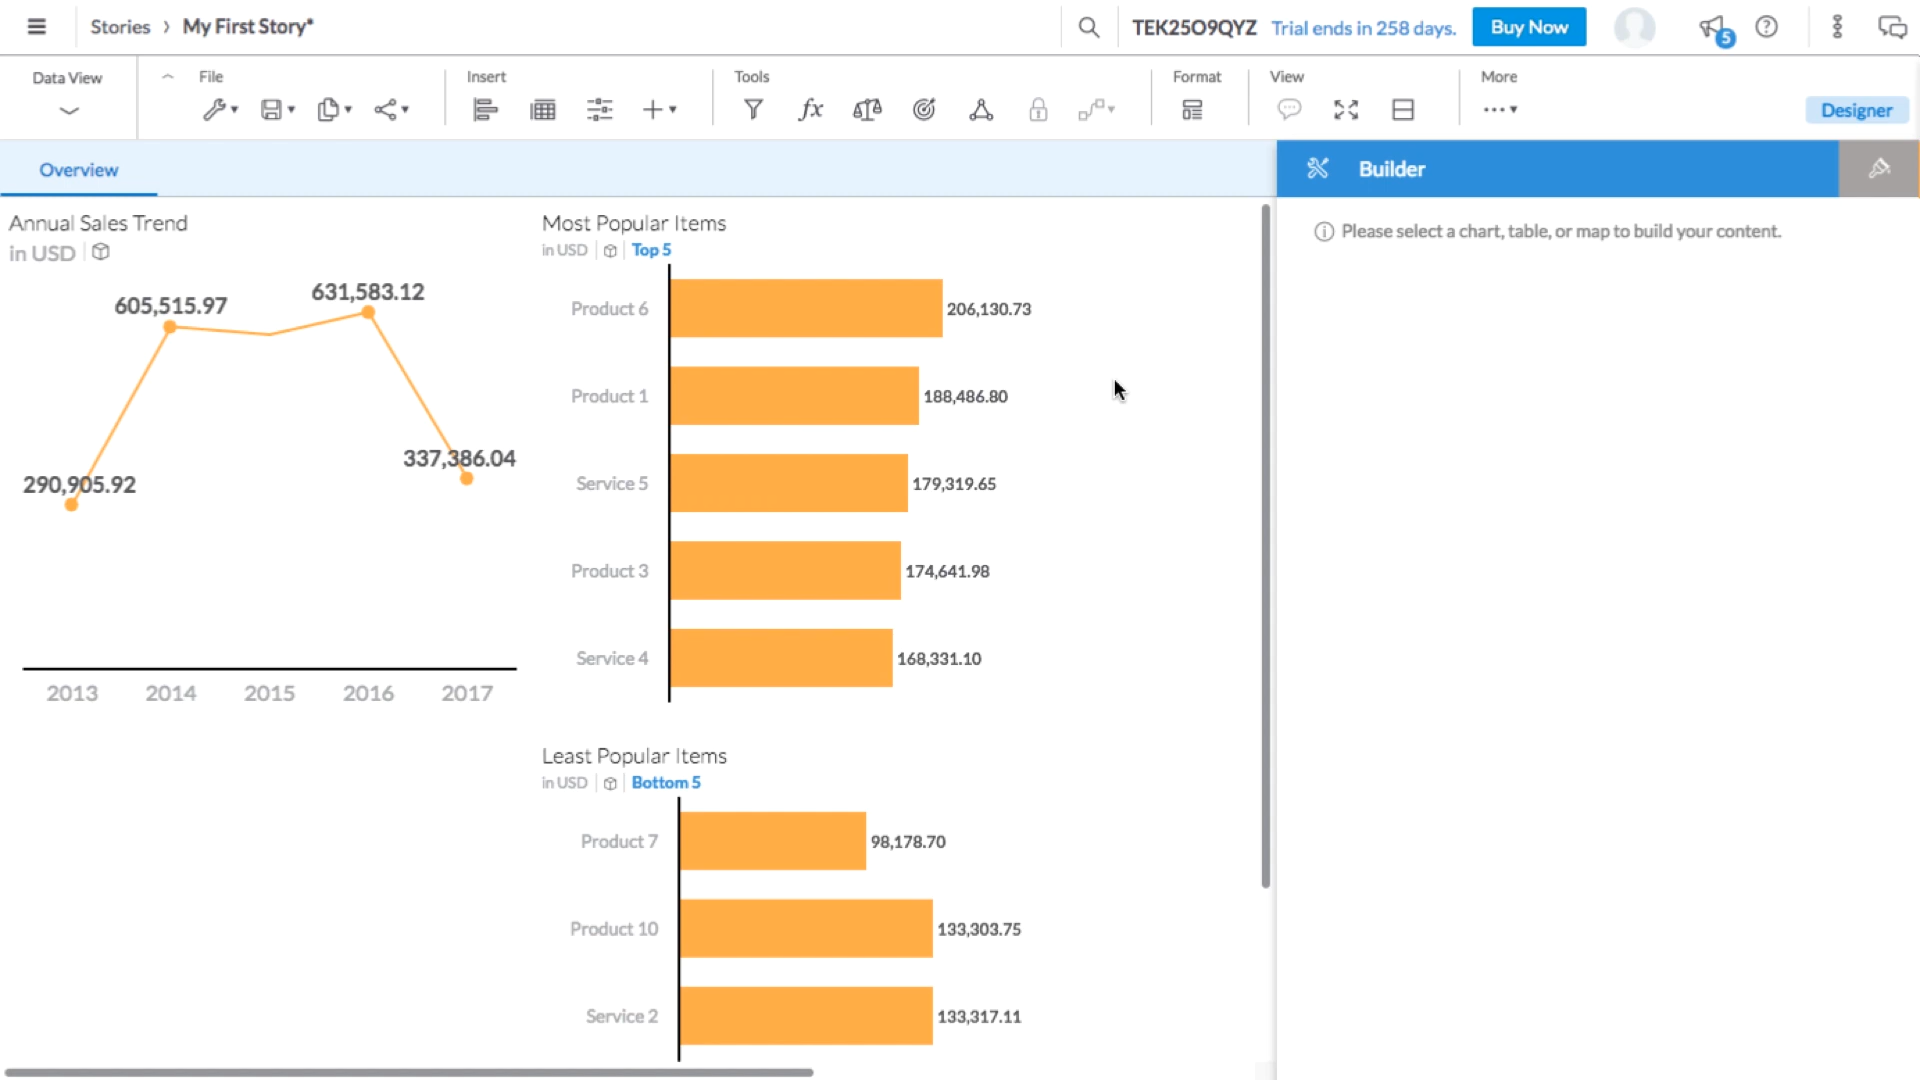 Stories › My First Story*
TEK25O9QYZ Trial ends in 258 days. Buy Now
5
Data View File Insert Tools Format View More
Designer
Overview
Builder
Please select a chart, table, or map to build your content.
Annual Sales Trend
in USD
605,515.97
631,583.12
337,386.04
290,905.92
2013 2014 2015 2016 2017
Most Popular Items
in USD Top 5
Product 6 206,130.73
Product 1 188,486.80
Service 5 179,319.65
Product 3 174,641.98
Service 4 168,331.10
Least Popular Items
in USD Bottom 5
Product 7 98,178.70
Product 10 133,303.75
Service 2 133,317.11